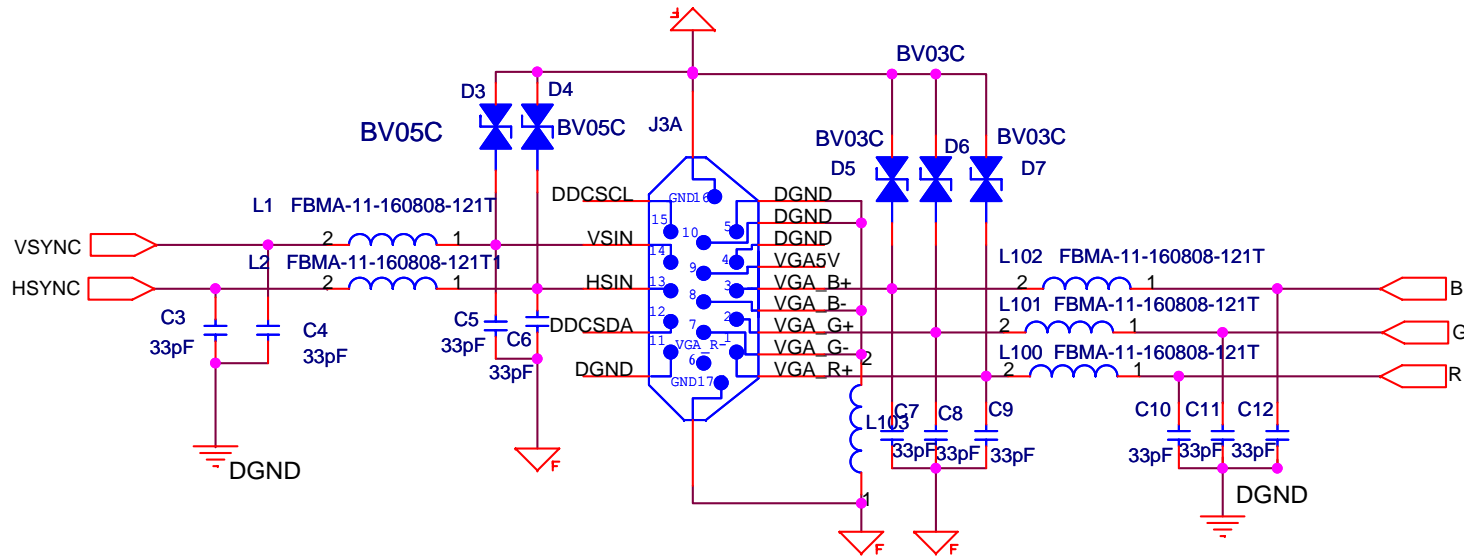 F
BV03C
D3
D4
BV05C
BV05C
J3A
BV03C
D6
BV03C
D5
D7
L1 FBMA-11-160808-121T
DDCSCL
GND16
DGND
15
5
DGND
10
VSYNC
2
1
VSIN
DGND
14
4
L102 FBMA-11-160808-121T
L2 FBMA-11-160808-121T1
9
VGA5V
HSYNC
2
1
HSIN
13
3
VGA_B+
2
1
B
8
VGA_B-
L101 FBMA-11-160808-121T
C3
C4
C5
C6
DDCSDA
12
2
VGA_G+
2
1
G
33pF
33pF
33pF
33pF
7
11
VGA_R-
1
VGA_G-
2
L100 FBMA-11-160808-121T
DGND
6
VGA_R+
2
1
R
GND17
L103
C7
C8
C9
C10
C11
C12
33pF
33pF
33pF
33pF
33pF
33pF
F
DGND
1
DGND
F
F